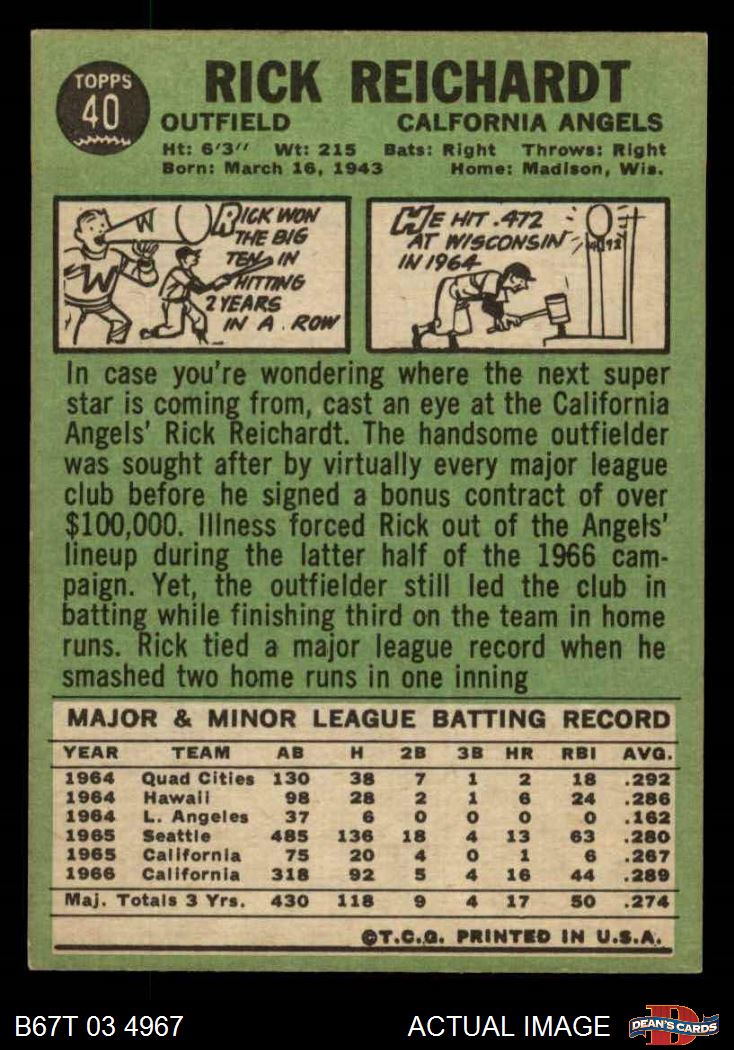 TOPPS
40
RICK REICHARDT
OUTFIELD CALFORNIA ANGELS
Ht: 6'3" Wt: 215 Bats: Right Throws: Right
Born: March 16, 1943 Home: Madison, Wis.
W
W
RICK WON
THE BIG
TEN IN
HITTING
2 YEARS
IN A ROW
HE HIT .472
AT WISCONSIN
IN 1964
In case you're wondering where the next super
star is coming from, cast an eye at the California
Angels' Rick Reichardt. The handsome outfielder
was sought after by virtually every major league
club before he signed a bonus contract of over
$100,000. Illness forced Rick out of the Angels'
lineup during the latter half of the 1966 cam-
paign. Yet, the outfielder still led the club in
batting while finishing third on the team in home
runs. Rick tied a major league record when he
smashed two home runs in one inning
MAJOR & MINOR LEAGUE BATTING RECORD
YEAR TEAM AB H 2B 3B HR RBI AVG.
1964 Quad Cities 130 38 7 1 2 18 .292
1964 Hawaii 98 28 2 1 6 24 .286
1964 L. Angeles 37 6 0 0 0 0 .162
1965 Seattle 485 136 18 4 13 63 .280
1965 California 75 20 4 0 1 6 .267
1966 California 318 92 5 4 16 44 .289
Maj. Totals 3 Yrs. 430 118 9 4 17 50 .274
©T.C.G. PRINTED IN U.S.A.
B67T 03 4967 ACTUAL IMAGE
DEAN'S CARDS